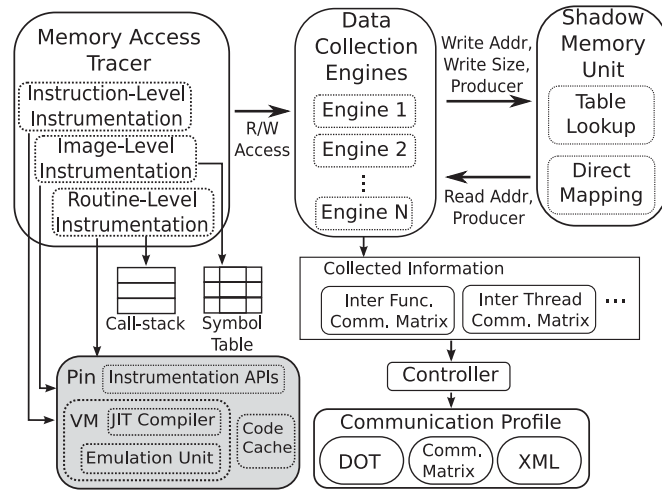 Memory Access
Tracer
Instruction-Level
Instrumentation
Image-Level
Instrumentation
Routine-Level
Instrumentation
R/W
Access
Data
Collection
Engines
Engine 1
Engine 2
Engine N
Write Addr,
Write Size,
Producer
Read Addr,
Producer
Shadow
Memory
Unit
Table
Lookup
Direct
Mapping
Call-stack
Symbol
Table
Collected Information
Inter Func.
Comm. Matrix
Inter Thread
Comm. Matrix
...
Controller
Pin
Instrumentation APIs
VM
JIT Compiler
Emulation Unit
Code
Cache
Communication Profile
DOT
Comm.
Matrix
XML